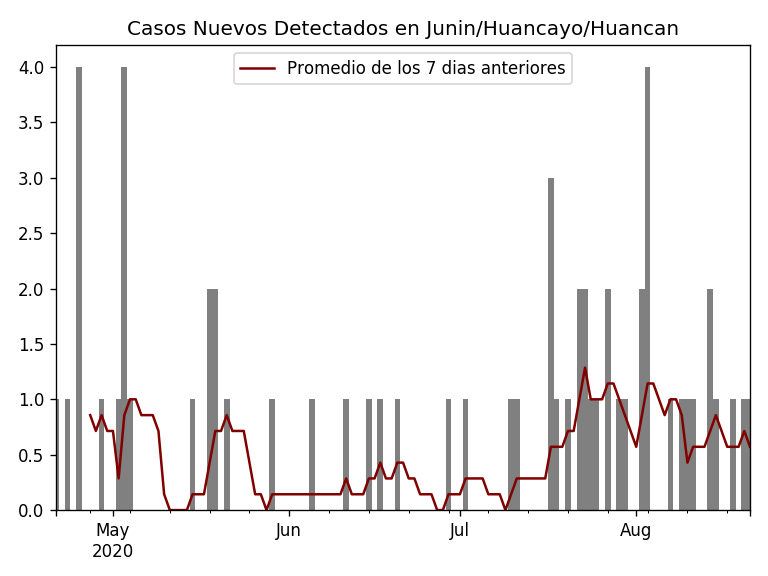 Casos Nuevos Detectados en Junin/Huancayo/Huancan
Promedio de los 7 dias anteriores
4.0
3.5
3.0
2.5
2.0
1.5
1.0
0.5
0.0
May
2020
Jun
Jul
Aug